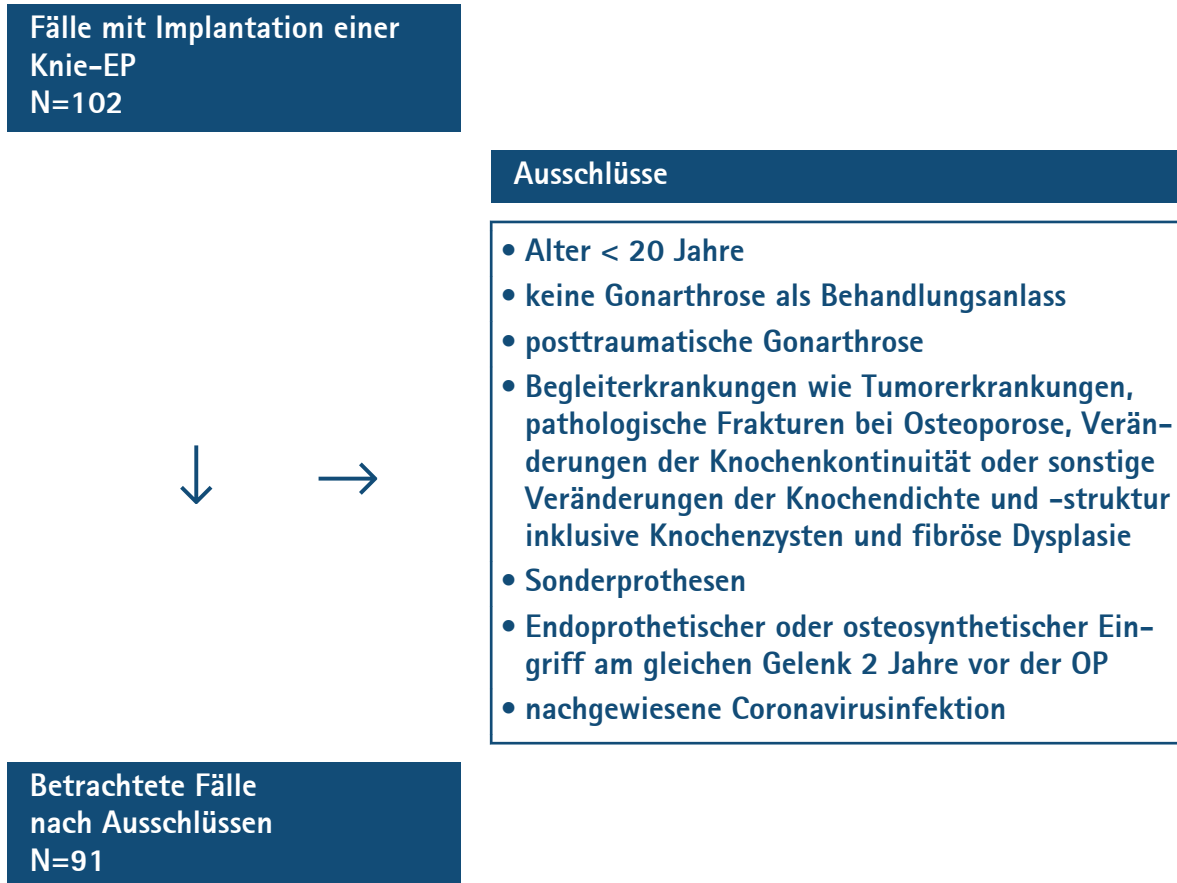 Fälle mit Implantation einer
Knie-EP
N=102
Ausschlüsse
• Alter < 20 Jahre
• keine Gonarthrose als Behandlungsanlass
• posttraumatische Gonarthrose
• Begleiterkrankungen wie Tumorerkrankungen,
pathologische Frakturen bei Osteoporose, Verän-
derungen der Knochenkontinuität oder sonstige
Veränderungen der Knochendichte und -struktur
inklusive Knochenzysten und fibröse Dysplasie
• Sonderprothesen
• Endoprothetischer oder osteosynthetischer Ein-
griff am gleichen Gelenk 2 Jahre vor der OP
• nachgewiesene Coronavirusinfektion
↓ →
Betrachtete Fälle
nach Ausschlüssen
N=91